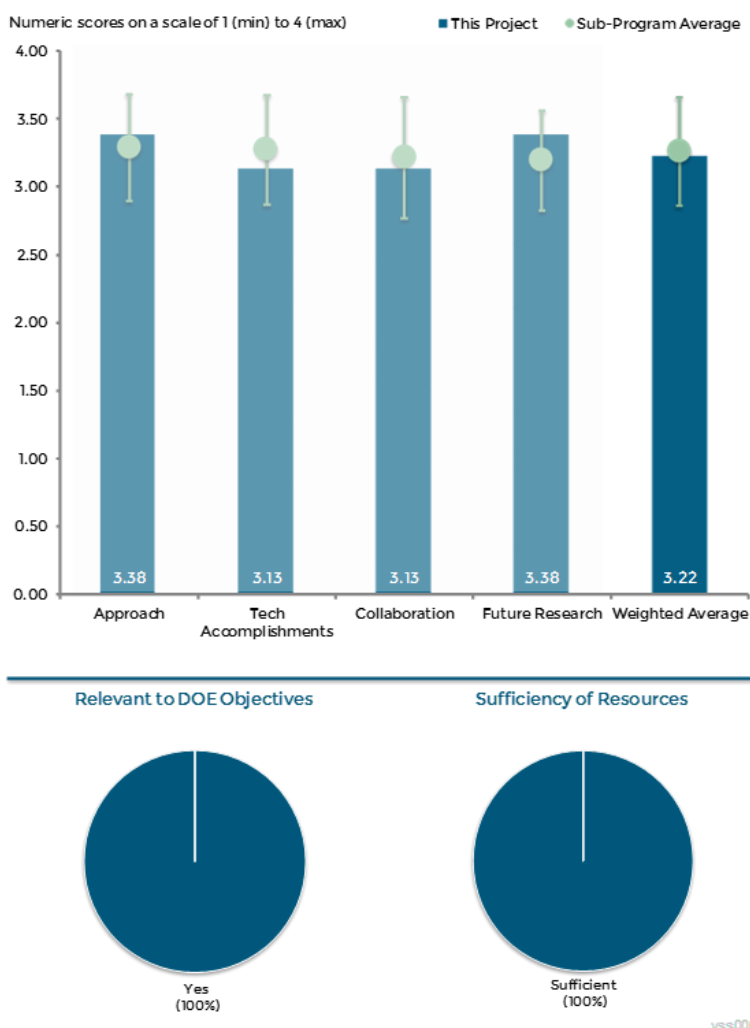 Numeric scores on a scale of 1 (min) to 4 (max)
This Project
Sub-Program Average
4.00
3.50
3.00
2.50
2.00
1.50
1.00
0.50
0.00
3.38
3.13
3.13
3.38
3.22
Approach
Tech
Accomplishments
Collaboration
Future Research
Weighted Average
Relevant to DOE Objectives
Sufficiency of Resources
Yes
(100%)
Sufficient
(100%)